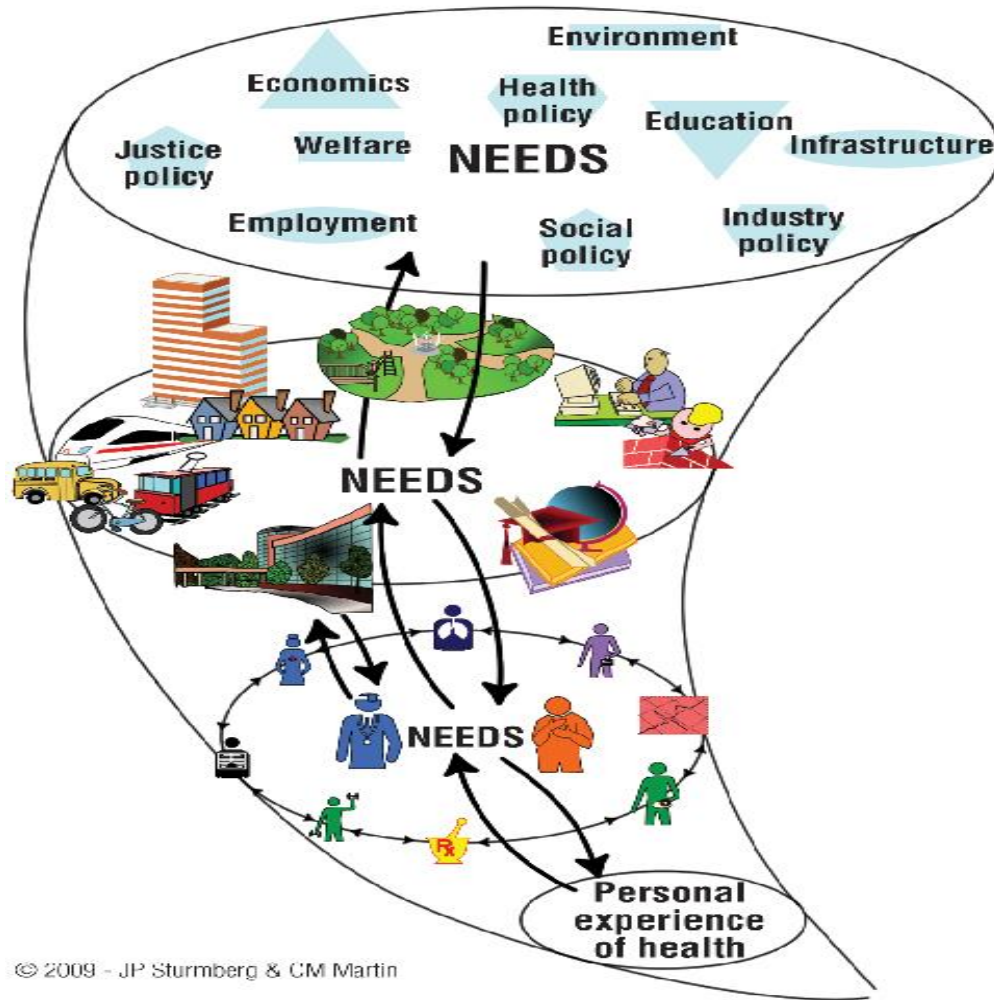 Environment
Economics
Health
policy
Education
Infrastructure
Justice
policy
Welfare
NEEDS
Employment
Social
policy
Industry
policy
NEEDS
NEEDS
Rx
Personal
experience
of health
© 2009 - JP Sturmberg & CM Martin